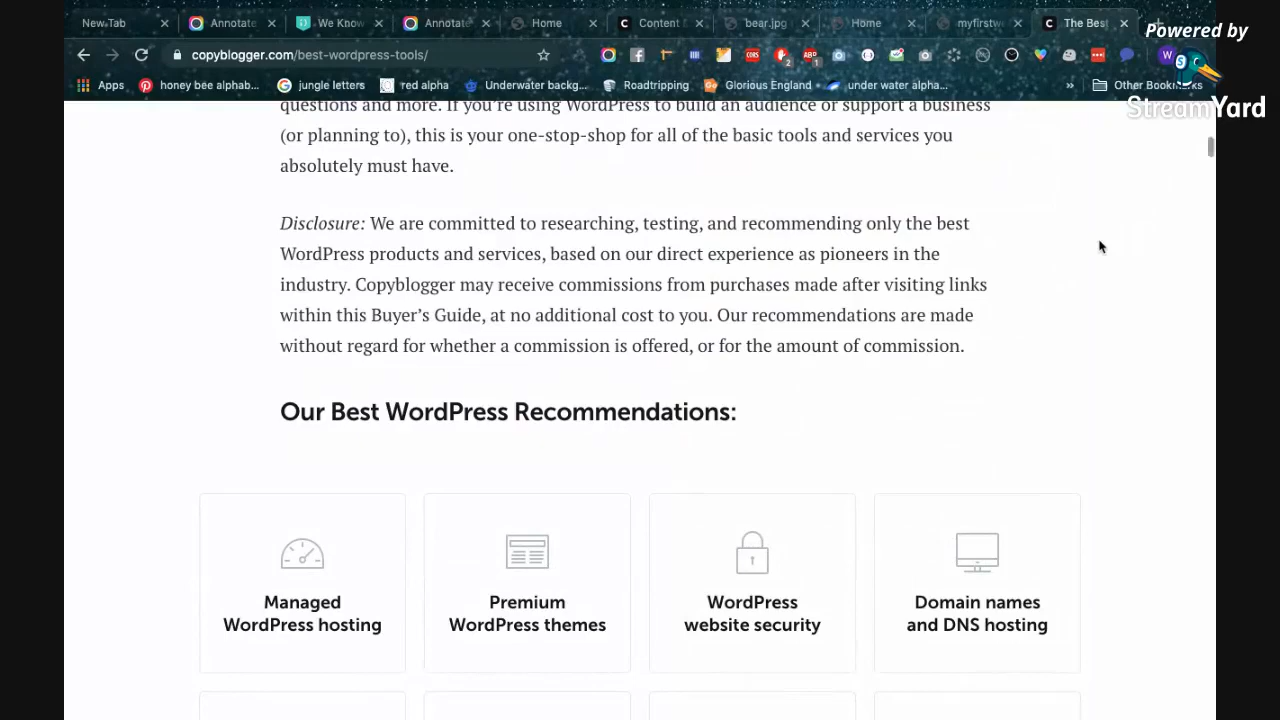 New Tab
Annotate
We Know
Annotat
Home
Content
bear.jpg
Home
myfirstw
The Best
Powered by
StreamYard
copyblogger.com/best-wordpress-tools/
Apps
honey bee alphab...
jungle letters
red alpha
Underwater backg...
Roadtripping
Glorious England
under water alpha...
»
Other Bookmarks
questions and more. If you're using WordPress to build an audience or support a business
(or planning to), this is your one-stop-shop for all of the basic tools and services you
absolutely must have.
Disclosure: We are committed to researching, testing, and recommending only the best
WordPress products and services, based on our direct experience as pioneers in the
industry. Copyblogger may receive commissions from purchases made after visiting links
within this Buyer's Guide, at no additional cost to you. Our recommendations are made
without regard for whether a commission is offered, or for the amount of commission.
Our Best WordPress Recommendations:
Managed
WordPress hosting
Premium
WordPress themes
WordPress
website security
Domain names
and DNS hosting